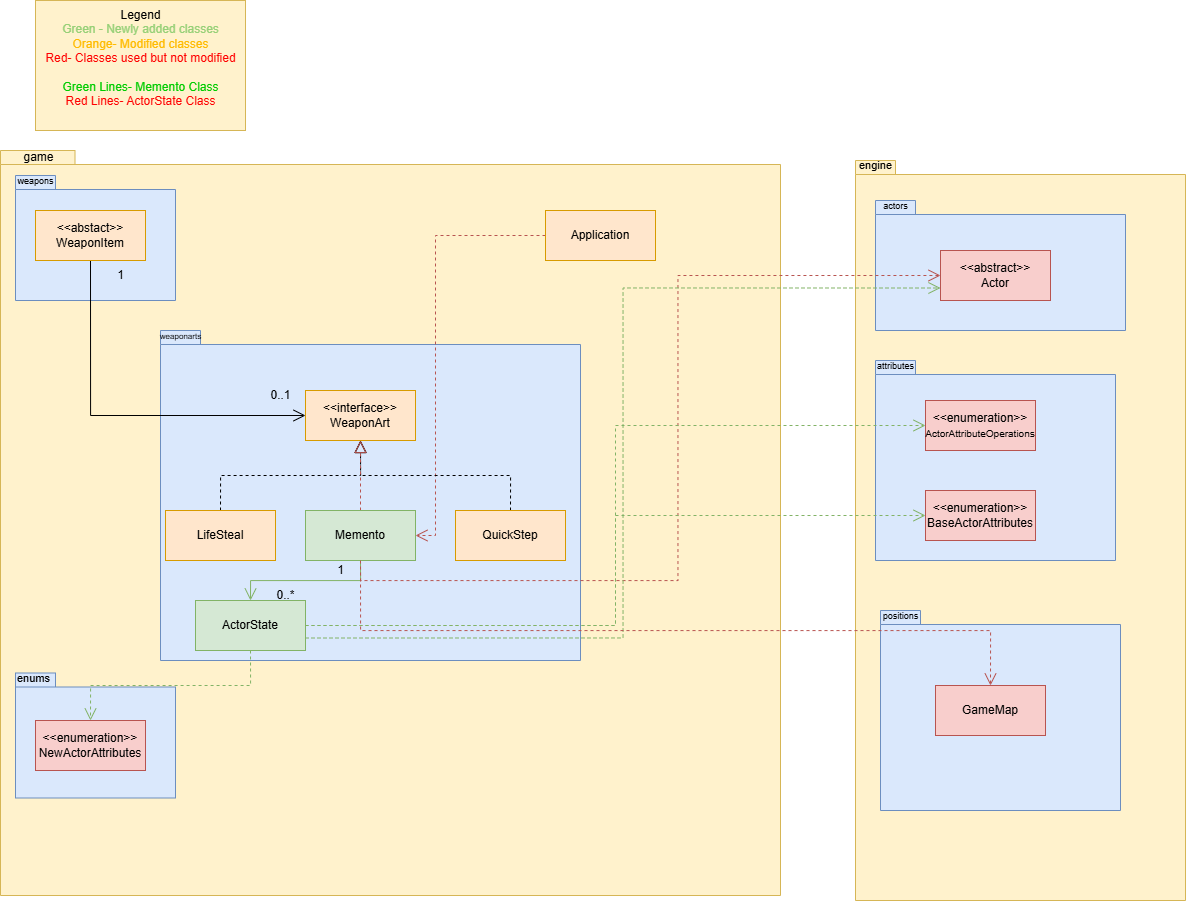 Legend
Green - Newly added classes
Orange- Modified classes
Red- Classes used but not modified
Green Lines- Memento Class
Red Lines- ActorState Class
game
weapons
<<abstact>>
WeaponItem
1
Application
weaponarts
0..1
<<interface>>
WeaponArt
LifeSteal
Memento
QuickStep
1
0..*
ActorState
enums
<<enumeration>>
NewActorAttributes
engine
actors
<<abstract>>
Actor
attributes
<<enumeration>>
ActorAttributeOperations
<<enumeration>>
BaseActorAttributes
positions
GameMap